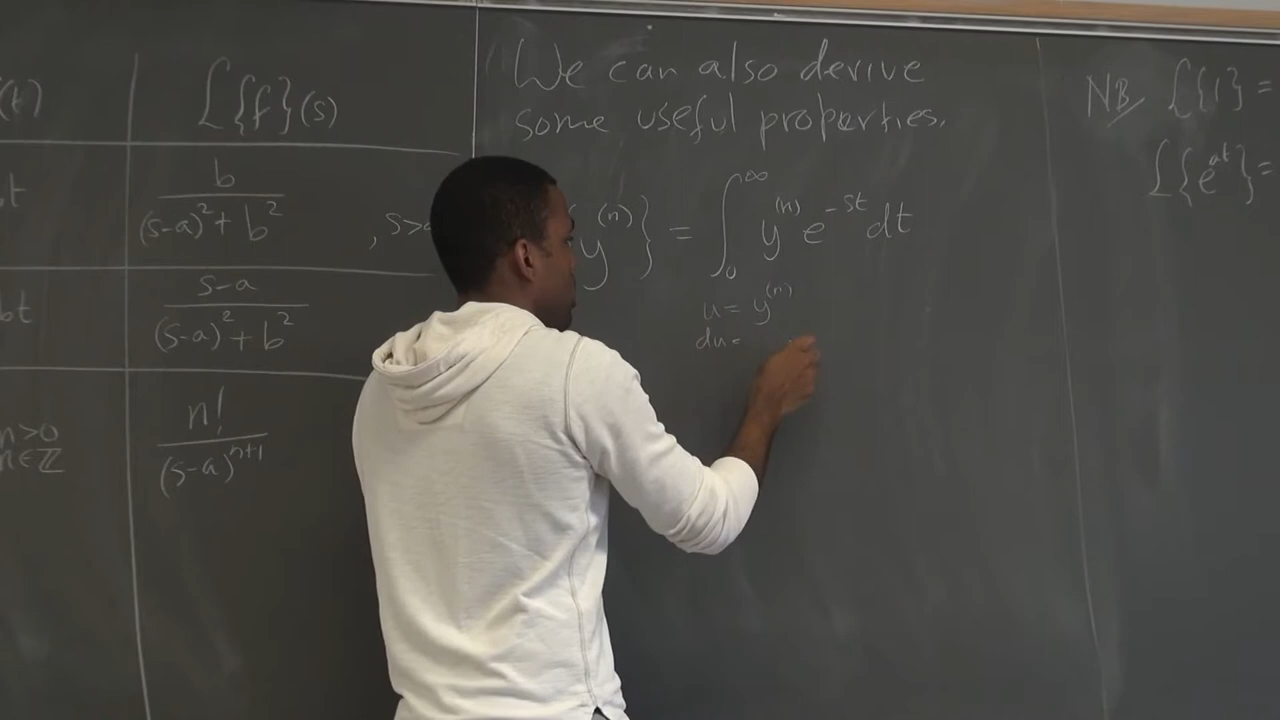 (t) ℒ{f}(s)
t b/((s-a)²+b²) , s>a
bt (s-a)/((s-a)²+b²)
n>0
n∈ℤ n!/(s-a)ⁿ⁺¹
We can also derive
some useful properties.
y⁽ⁿ⁾} = ∫₀^∞ y⁽ⁿ⁾ e^{-st} dt
u = y⁽ⁿ⁾
du =
NB/ ℒ{1} =
ℒ{e^{at}} =